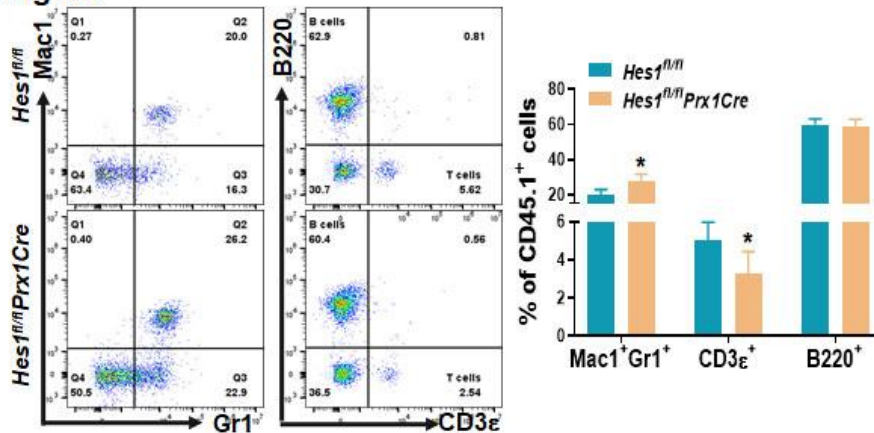 Hes1fl/fl
Mac1
Q1
0.27
Q2
20.0
Q4
63.4
Q3
16.3
B220
B cells
62.9
0.81
30.7
T cells
5.62
Hes1fl/flPrx1Cre
Q1
0.40
Q2
26.2
Q4
50.5
Q3
22.9
Gr1
B cells
60.4
0.56
36.5
T cells
2.54
CD3ε
Hes1fl/fl
Hes1fl/flPrx1Cre
% of CD45.1+ cells
80
60
40
20
6
4
2
0
*
*
Mac1+Gr1+
CD3ε+
B220+